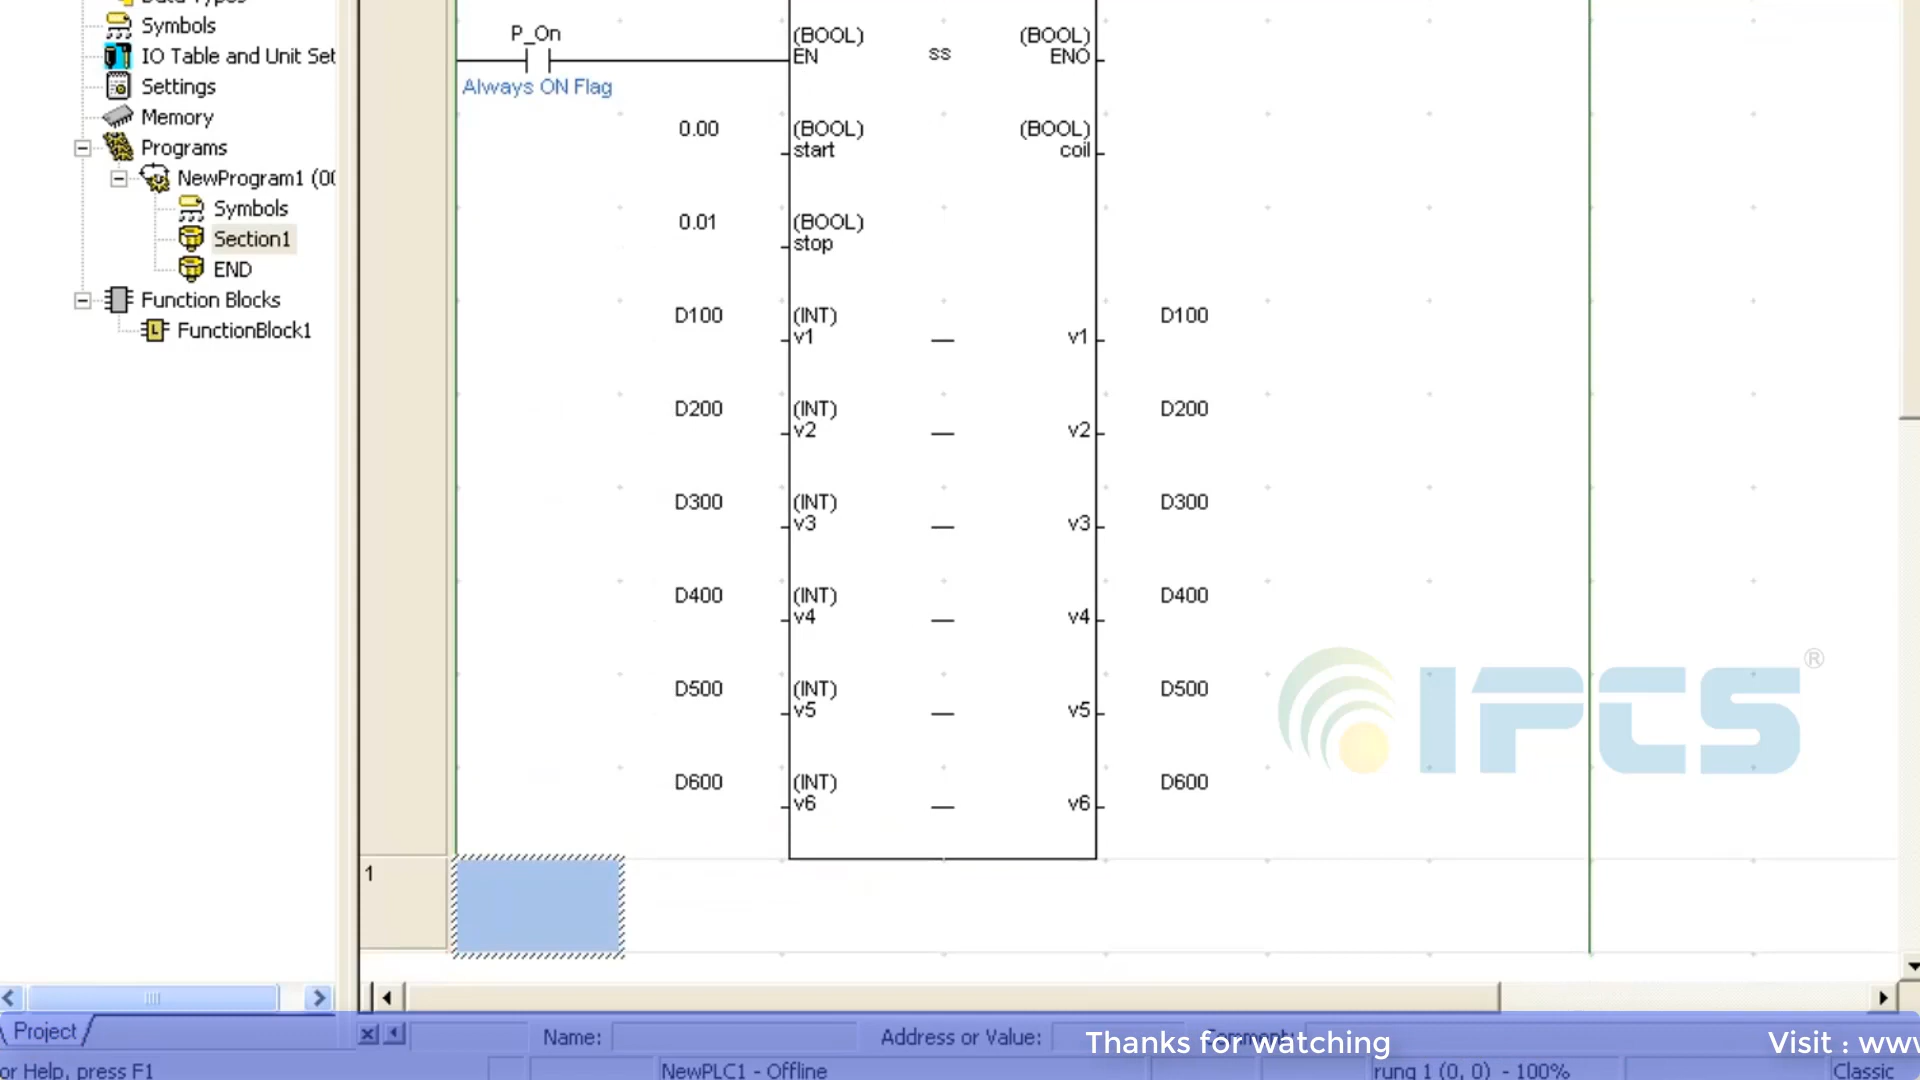 Data Types
Symbols
IO Table and Unit Set
Settings
Memory
Programs
NewProgram1 (00
Symbols
Section1
END
Function Blocks
FunctionBlock1
P_On
Always ON Flag
(BOOL)
EN
ss
(BOOL)
ENO
0.00
(BOOL)
start
(BOOL)
coil
0.01
(BOOL)
stop
D100
(INT)
v1
v1
D100
D200
(INT)
v2
v2
D200
D300
(INT)
v3
v3
D300
D400
(INT)
v4
v4
D400
D500
(INT)
v5
v5
D500
D600
(INT)
v6
v6
D600
IPCS®
1
Project
Name:
Address or Value:
Comment:
Thanks for watching
Visit : www
or Help, press F1
NewPLC1 - Offline
rung 1 (0, 0) - 100%
Classic